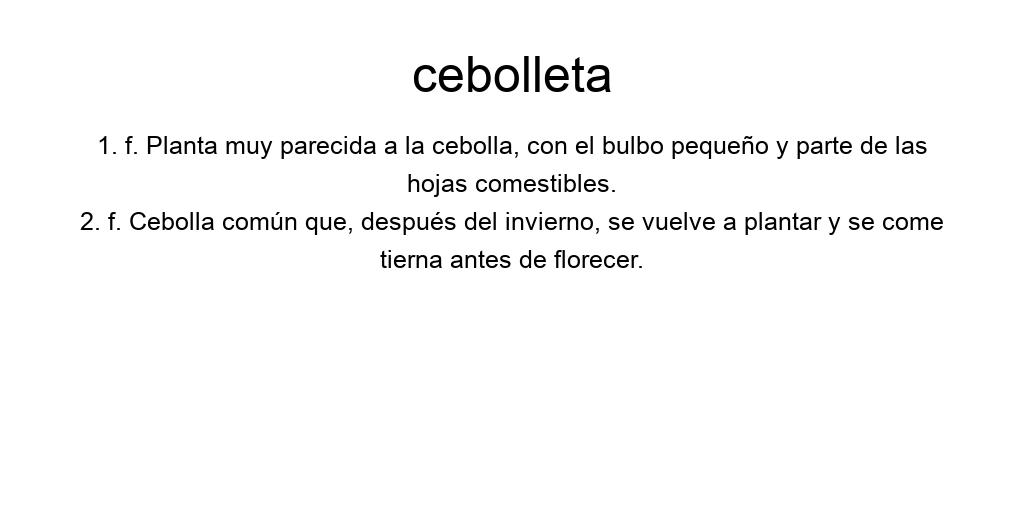 cebolleta
1. f. Planta muy parecida a la cebolla, con el bulbo pequeño y parte de las
hojas comestibles.
2. f. Cebolla común que, después del invierno, se vuelve a plantar y se come
tierna antes de florecer.